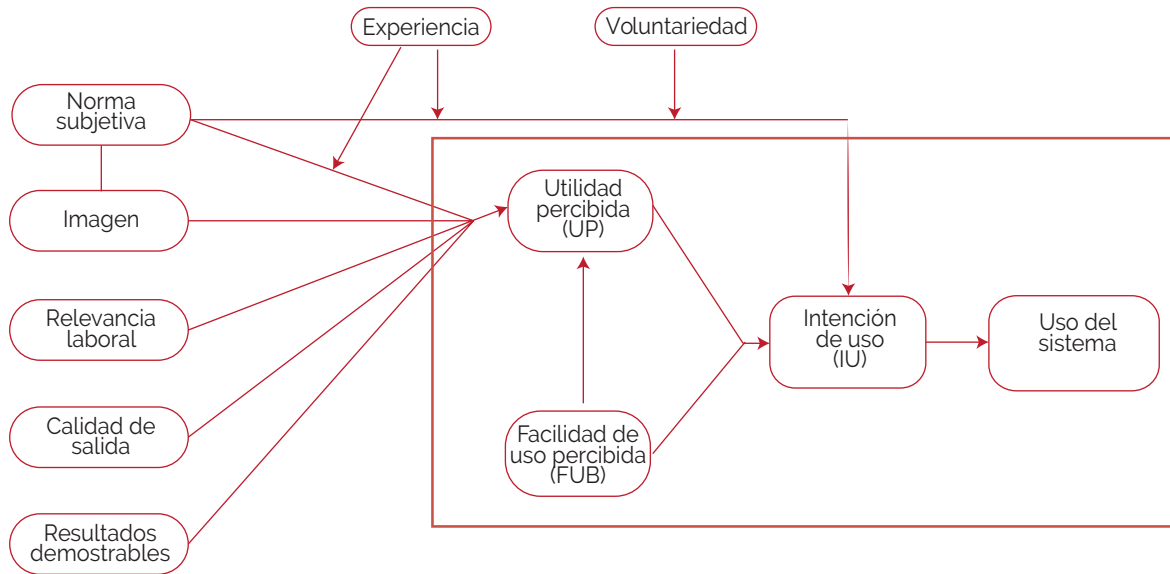 Experiencia
Voluntariedad
Norma
subjetiva
Imagen
Relevancia
laboral
Calidad de
salida
Resultados
demostrables
Utilidad
percibida
(UP)
Facilidad de
uso percibida
(FUB)
Intención
de uso
(IU)
Uso del
sistema